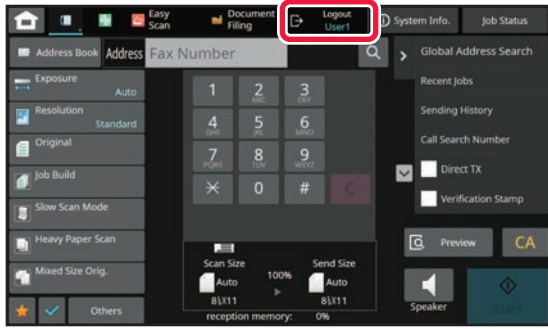 Easy Scan
Document Filing
Logout
User1
System Info.
Job Status
Address Book
Address
Fax Number
Global Address Search
Exposure
Auto
Recent Jobs
Resolution
Standard
Sending History
Original
Call Search Number
Job Build
Direct TX
Slow Scan Mode
Verification Stamp
Heavy Paper Scan
Preview
CA
Mixed Size Orig.
Others
1
2 ABC
3 DEF
4 GHI
5 JKL
6 MNO
7 PQRS
8 TUV
9 WXYZ
0
#
C
Scan Size
Send Size
100%
Auto
Auto
8½X11
8½X11
reception memory: 0%
Speaker
Start